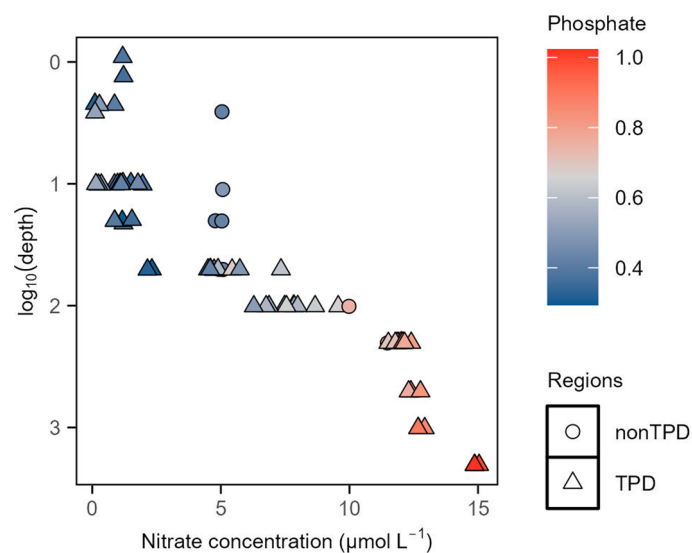 Phosphate
1.0
0.8
0.6
0.4
0
1
2
3
log₁₀(depth)
0
5
10
15
Nitrate concentration (μmol L⁻¹)
Regions
nonTPD
TPD